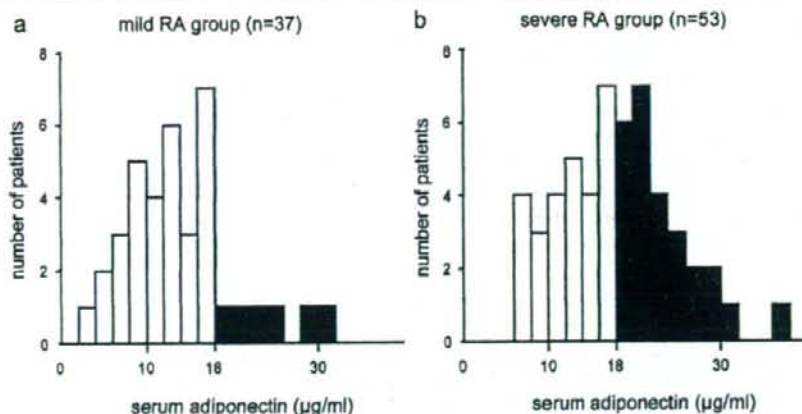 a
mild RA group (n=37)
number of patients
8
6
4
2
0
0 10 18 30
serum adiponectin (µg/ml)
b
severe RA group (n=53)
number of patients
8
6
4
2
0
0 10 18 30
serum adiponectin (µg/ml)